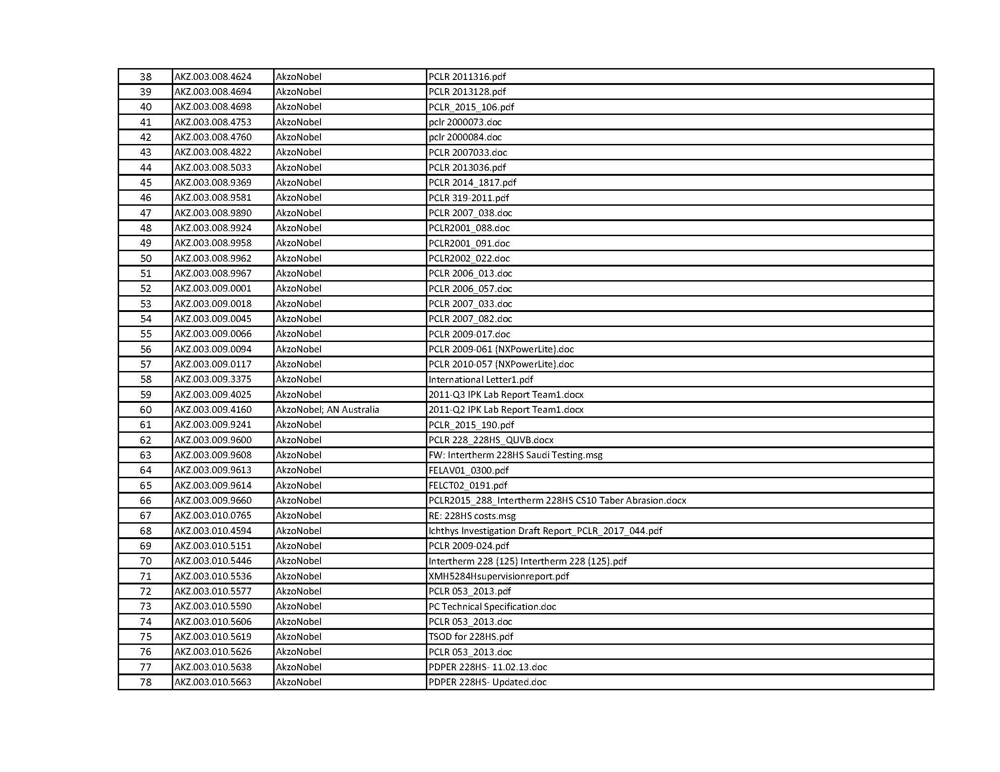 38 AKZ.003.008.4624 AkzoNobel PCLR 2011316.pdf
39 AKZ.003.008.4694 AkzoNobel PCLR 2013128.pdf
40 AKZ.003.008.4698 AkzoNobel PCLR_2015_106.pdf
41 AKZ.003.008.4753 AkzoNobel pclr 2000073.doc
42 AKZ.003.008.4760 AkzoNobel pclr 2000084.doc
43 AKZ.003.008.4822 AkzoNobel PCLR 2007033.doc
44 AKZ.003.008.5033 AkzoNobel PCLR 2013036.pdf
45 AKZ.003.008.9369 AkzoNobel PCLR 2014_1817.pdf
46 AKZ.003.008.9581 AkzoNobel PCLR 319-2011.pdf
47 AKZ.003.008.9890 AkzoNobel PCLR 2007_038.doc
48 AKZ.003.008.9924 AkzoNobel PCLR2001_088.doc
49 AKZ.003.008.9958 AkzoNobel PCLR2001_091.doc
50 AKZ.003.008.9962 AkzoNobel PCLR2002_022.doc
51 AKZ.003.008.9967 AkzoNobel PCLR 2006_013.doc
52 AKZ.003.009.0001 AkzoNobel PCLR 2006_057.doc
53 AKZ.003.009.0018 AkzoNobel PCLR 2007_033.doc
54 AKZ.003.009.0045 AkzoNobel PCLR 2007_082.doc
55 AKZ.003.009.0066 AkzoNobel PCLR 2009-017.doc
56 AKZ.003.009.0094 AkzoNobel PCLR 2009-061 (NXPowerLite).doc
57 AKZ.003.009.0117 AkzoNobel PCLR 2010-057 (NXPowerLite).doc
58 AKZ.003.009.3375 AkzoNobel International Letter1.pdf
59 AKZ.003.009.4025 AkzoNobel 2011-Q3 IPK Lab Report Team1.docx
60 AKZ.003.009.4160 AkzoNobel; AN Australia 2011-Q2 IPK Lab Report Team1.docx
61 AKZ.003.009.9241 AkzoNobel PCLR_2015_190.pdf
62 AKZ.003.009.9600 AkzoNobel PCLR 228_228HS_QUVB.docx
63 AKZ.003.009.9608 AkzoNobel FW: Intertherm 228HS Saudi Testing.msg
64 AKZ.003.009.9613 AkzoNobel FELAV01_0300.pdf
65 AKZ.003.009.9614 AkzoNobel FELCT02_0191.pdf
66 AKZ.003.009.9660 AkzoNobel PCLR2015_288_Intertherm 228HS CS10 Taber Abrasion.docx
67 AKZ.003.010.0765 AkzoNobel RE: 228HS costs.msg
68 AKZ.003.010.4594 AkzoNobel Ichthys Investigation Draft Report_PCLR_2017_044.pdf
69 AKZ.003.010.5151 AkzoNobel PCLR 2009-024.pdf
70 AKZ.003.010.5446 AkzoNobel Intertherm 228 (125) Intertherm 228 (125).pdf
71 AKZ.003.010.5536 AkzoNobel XMH5284Hsupervisionreport.pdf
72 AKZ.003.010.5577 AkzoNobel PCLR 053_2013.pdf
73 AKZ.003.010.5590 AkzoNobel PC Technical Specification.doc
74 AKZ.003.010.5606 AkzoNobel PCLR 053_2013.doc
75 AKZ.003.010.5619 AkzoNobel TSOD for 228HS.pdf
76 AKZ.003.010.5626 AkzoNobel PCLR 053_2013.doc
77 AKZ.003.010.5638 AkzoNobel PDPER 228HS- 11.02.13.doc
78 AKZ.003.010.5663 AkzoNobel PDPER 228HS- Updated.doc